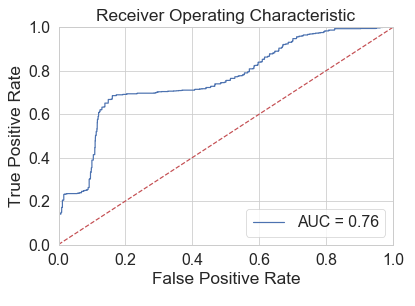 Receiver Operating Characteristic
True Positive Rate
1.0
0.8
0.6
0.4
0.2
0.0
AUC = 0.76
0.0 0.2 0.4 0.6 0.8 1.0
False Positive Rate